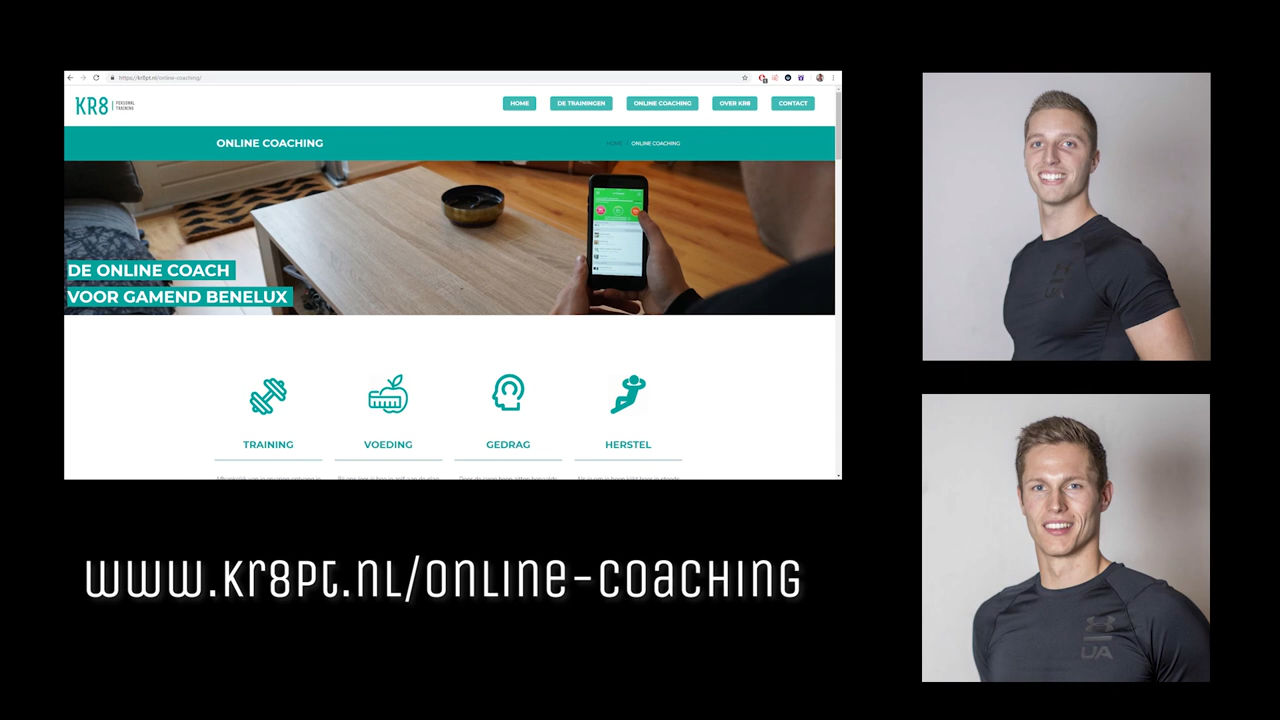 https://kr8pt.nl/online-coaching/
KR8 PERSONAL TRAINING
HOME
DE TRAININGEN
ONLINE COACHING
OVER KR8
CONTACT
ONLINE COACHING
HOME / ONLINE COACHING
DE ONLINE COACH
VOOR GAMEND BENELUX
TRAINING
VOEDING
GEDRAG
HERSTEL
www.kr8pt.nl/online-coaching
UA
UA